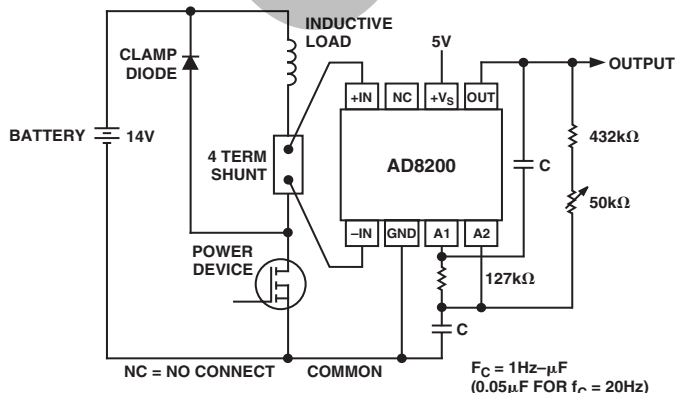 INDUCTIVE
LOAD
CLAMP
DIODE
5V
OUTPUT
+IN NC +VS OUT
BATTERY 14V
4 TERM
SHUNT
AD8200
C
432kΩ
50kΩ
–IN GND A1 A2
POWER
DEVICE
127kΩ
C
NC = NO CONNECT COMMON
FC = 1Hz–μF
(0.05μF FOR fC = 20Hz)